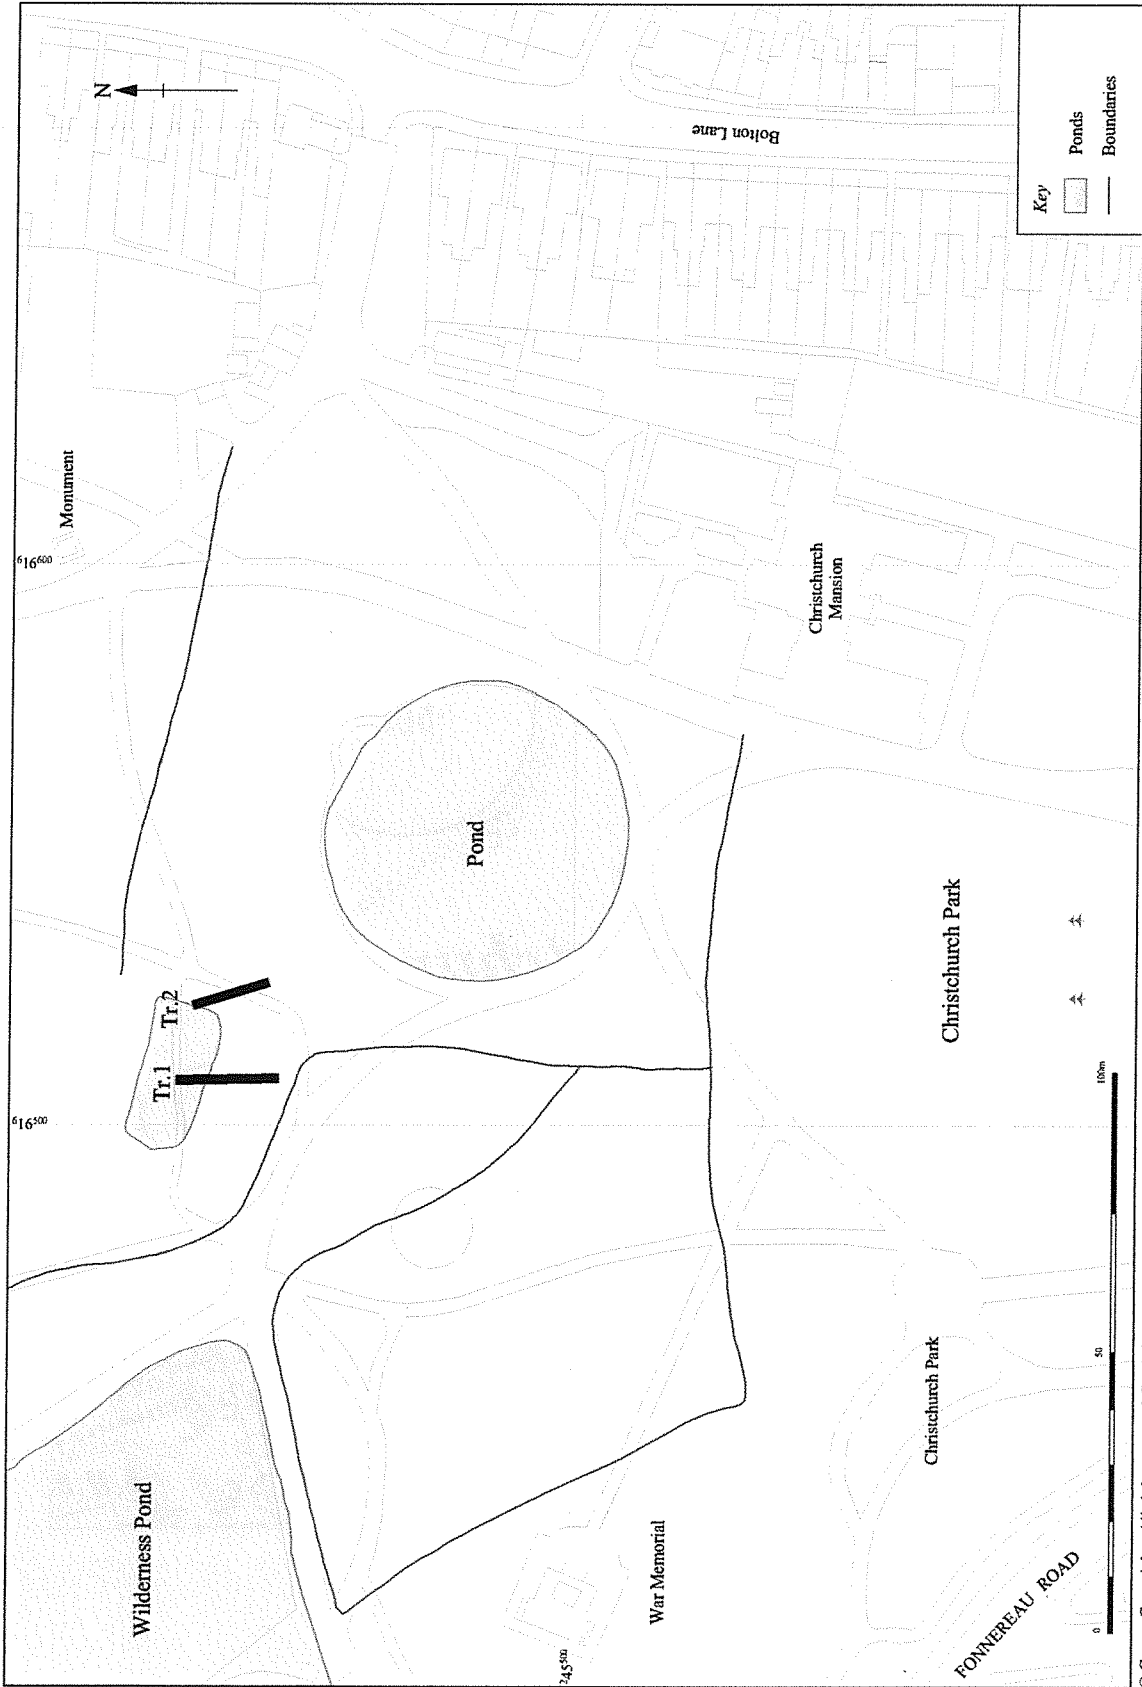 ⁶16⁵⁰⁰
⁶16⁶⁰⁰
Monument
N
Wilderness Pond
Tr.1
Tr.2
Pond
²45⁵⁰⁰
War Memorial
Bolton Lane
Christchurch
Mansion
Christchurch Park
Christchurch Park
FONNEREAU ROAD
0
50
100m
Key
Ponds
Boundaries